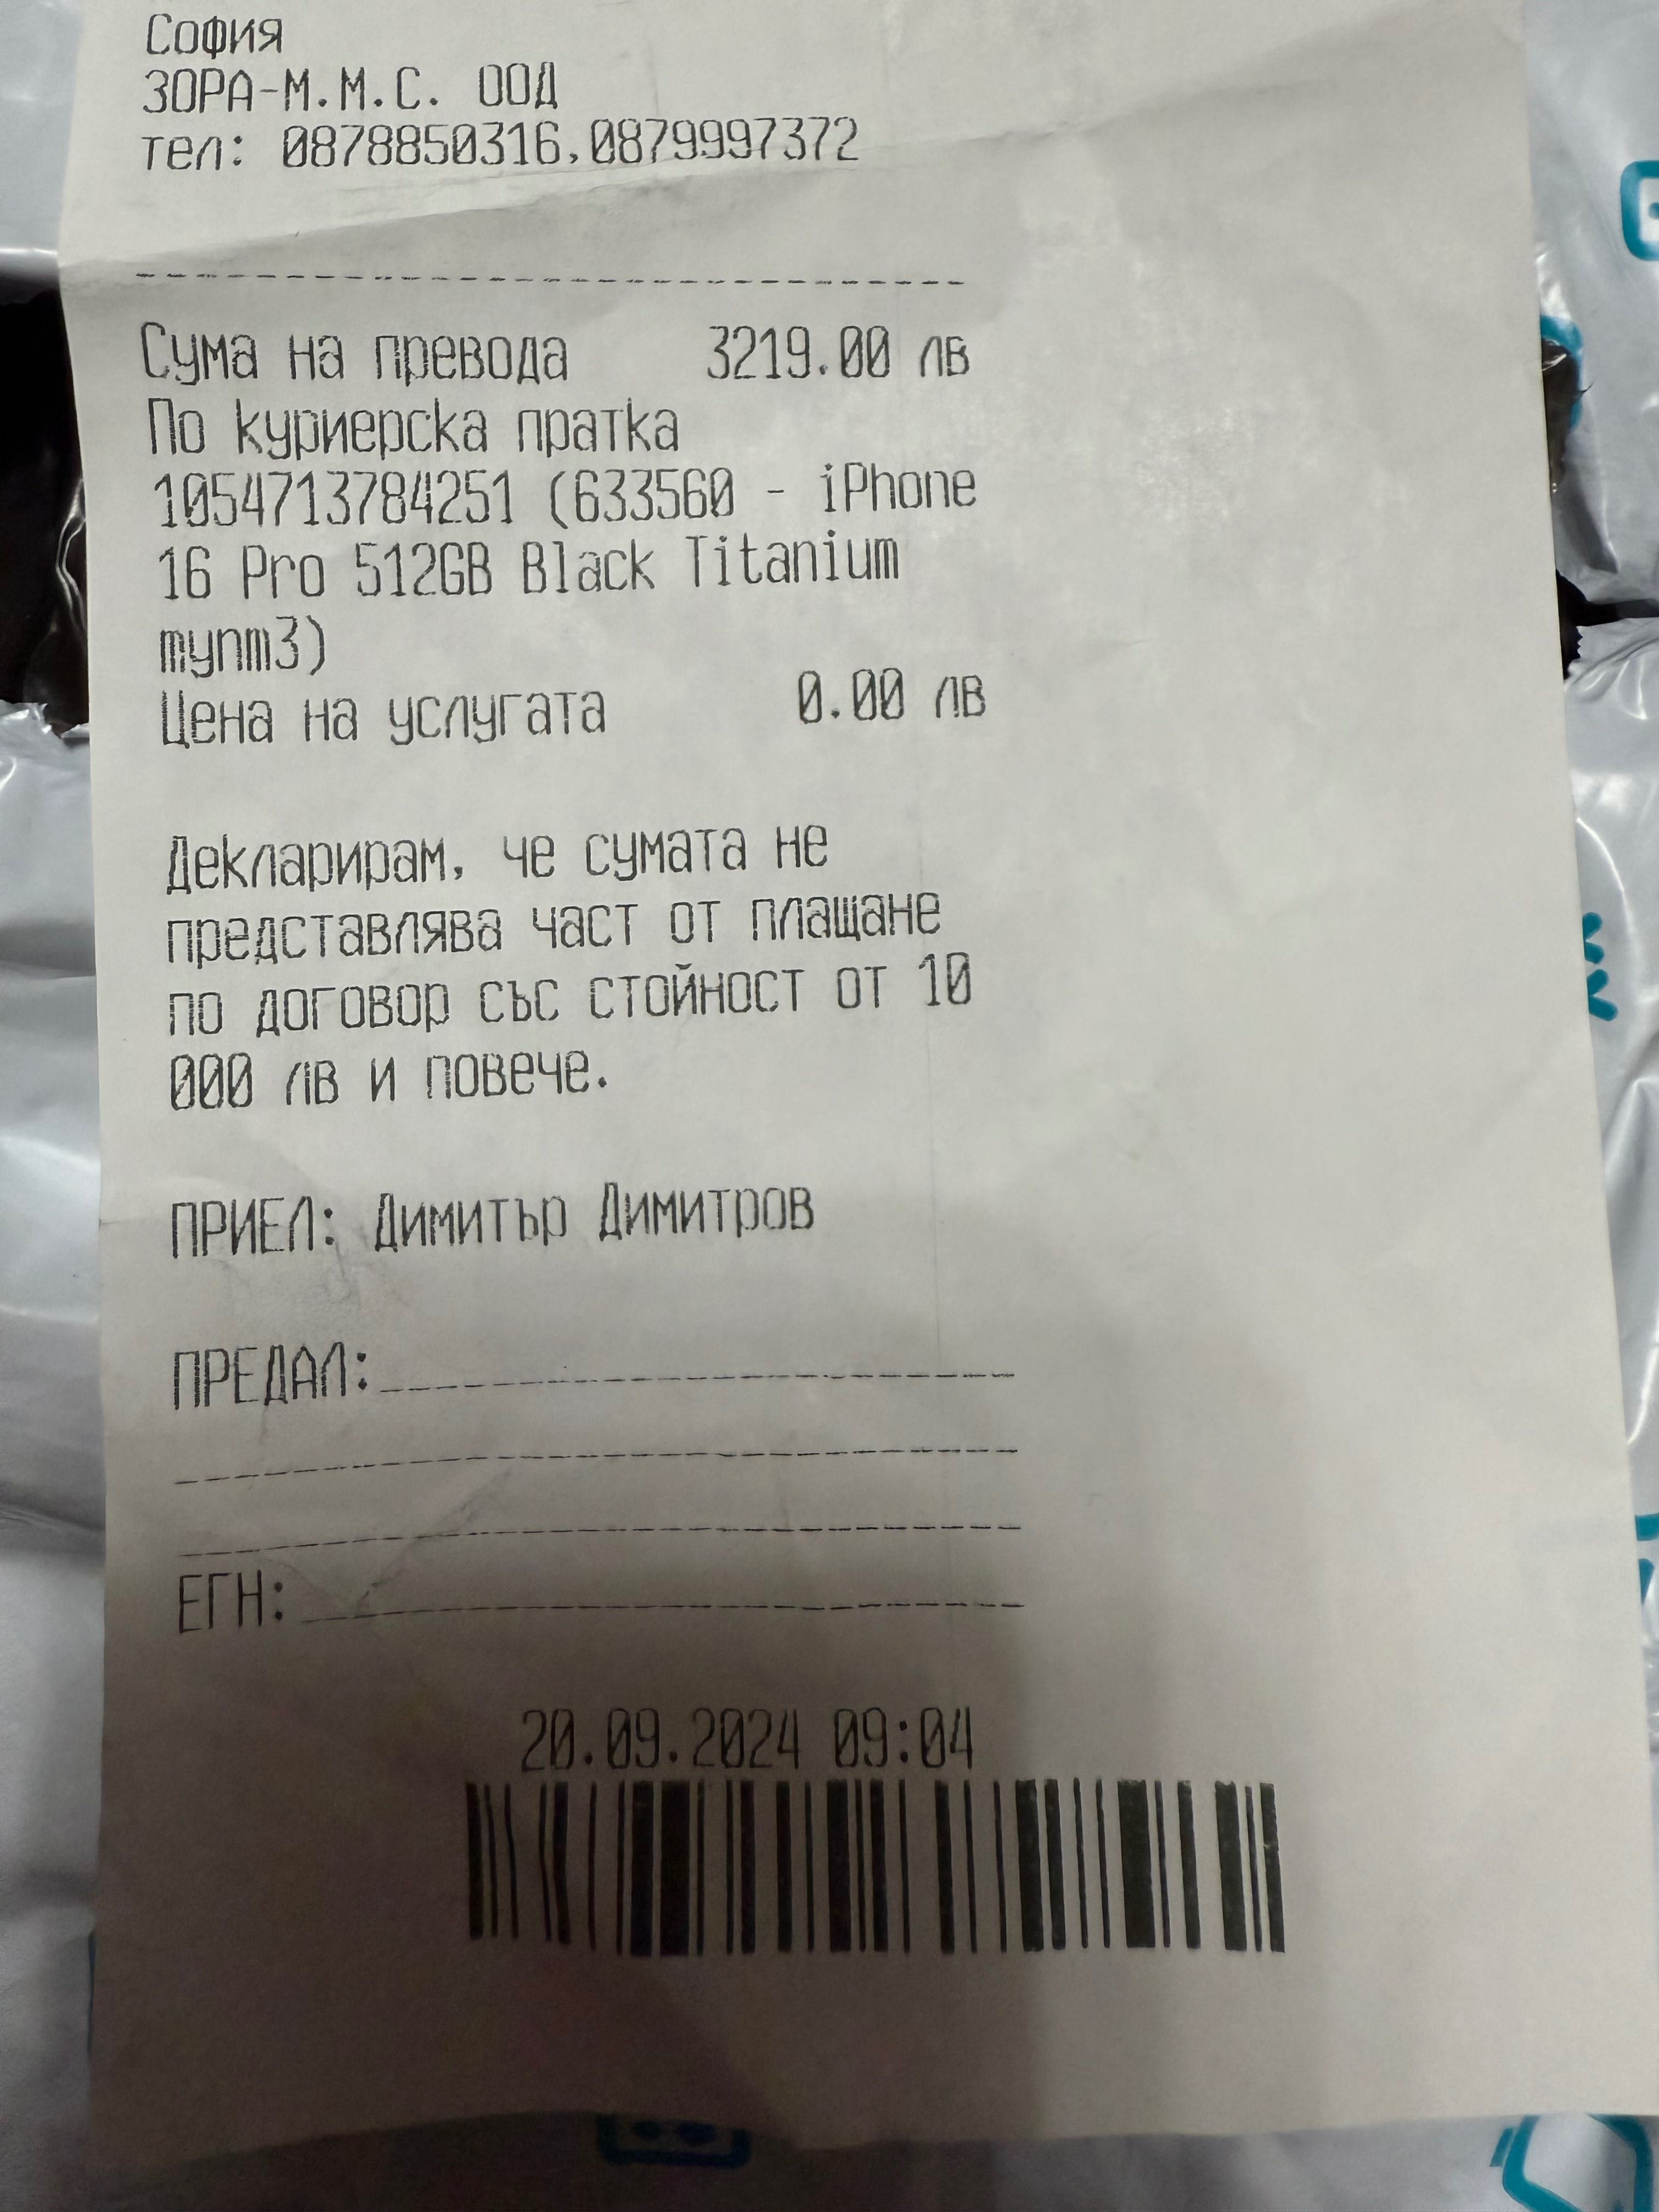 София
ЗОРА-М.М.С. ООД
тел: 0878850316,0879997372
Сума на превода 3219.00 лв
По куриерска пратка
1054713784251 (633560 - iPhone
16 Pro 512GB Black Titanium
mynm3)
Цена на услугата 0.00 лв
Декларирам, че сумата не
представлява част от плащане
по договор със стойност от 10
000 лв и повече.
ПРИЕЛ: Димитър Димитров
ПРЕДАЛ:
ЕГН:
20.09.2024 09:04